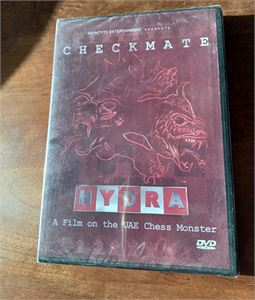 INFINITY ENTERTAINMENT PRESENTS
CHECKMATE
HYDRA
A Film on the UAE Chess Monster
DVD